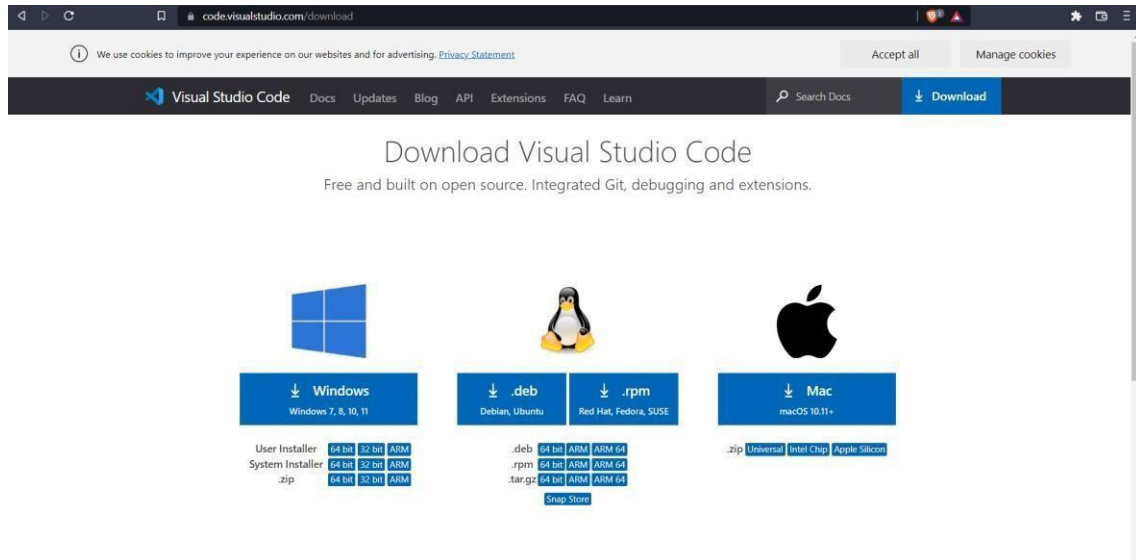 code.visualstudio.com/download
We use cookies to improve your experience on our websites and for advertising. Privacy Statement
Accept all
Manage cookies
Visual Studio Code Docs Updates Blog API Extensions FAQ Learn
Search Docs
Download
Download Visual Studio Code
Free and built on open source. Integrated Git, debugging and extensions.
Windows
Windows 7, 8, 10, 11
.deb
Debian, Ubuntu
.rpm
Red Hat, Fedora, SUSE
Mac
macOS 10.11+
User Installer 64 bit 32 bit ARM
System Installer 64 bit 32 bit ARM
.zip 64 bit 32 bit ARM
.deb 64 bit ARM ARM 64
.rpm 64 bit ARM ARM 64
.tar.gz 64 bit ARM ARM 64
Snap Store
.zip Universal Intel Chip Apple Silicon